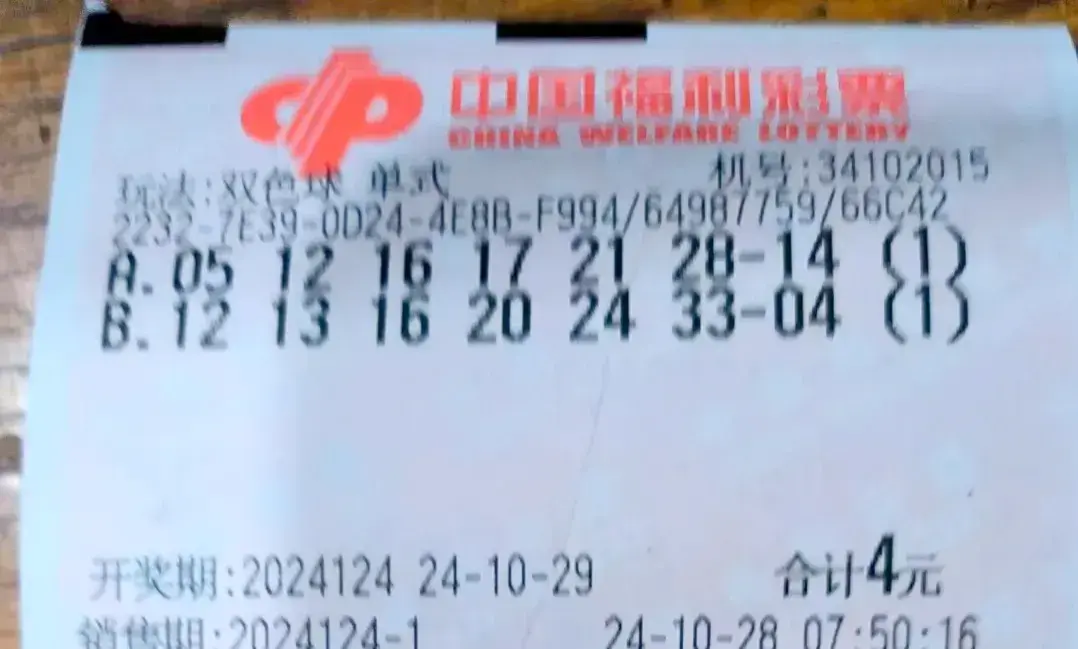 中国福利彩票
CHINA WELFARE LOTTERY
玩法:双色球 单式 机号:34102015
2232-7E39-0D24-4E8B-F994/64987759/66C42
A.05 12 16 17 21 28-14 (1)
B.12 13 16 20 24 33-04 (1)
开奖期:2024124 24-10-29 合计4元
销售期:2024124-1 24-10-28 07:50:16